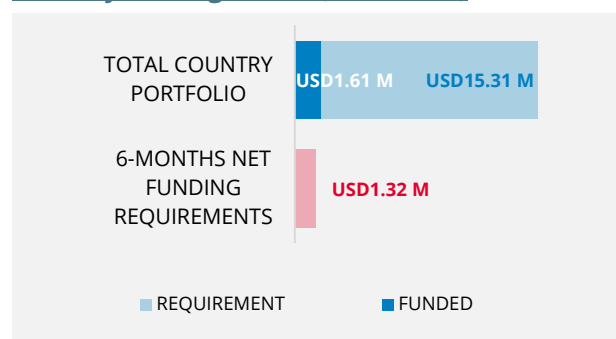 TOTAL COUNTRY
PORTFOLIO
USD1.61 M
USD15.31 M
6-MONTHS NET
FUNDING
REQUIREMENTS
USD1.32 M
REQUIREMENT
FUNDED